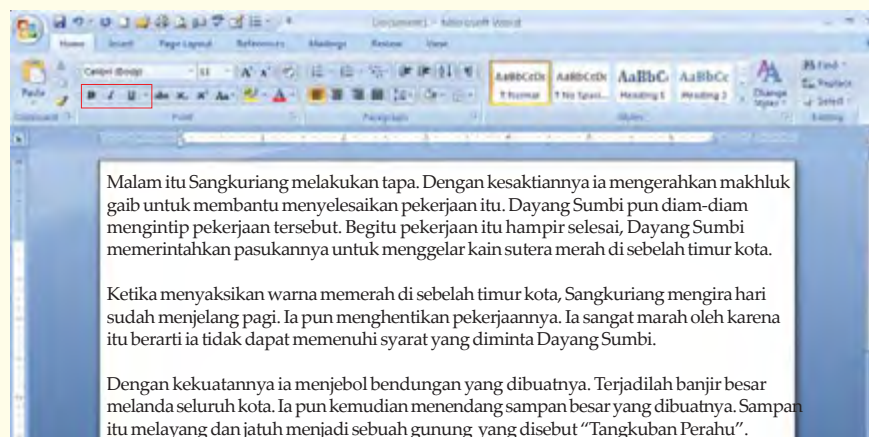 Document1 - Microsoft Word
Home Insert Page Layout References Mailings Review View
Calibri (Body) 11
Paste
AaBbCcDc AaBbCcDc AaBbC AaBbCc
¶ Normal ¶ No Spaci... Heading 1 Heading 2 Change Styles
Find
Replace
Select
Clipboard Font Paragraph Styles Editing
Malam itu Sangkuriang melakukan tapa. Dengan kesaktiannya ia mengerahkan makhluk
gaib untuk membantu menyelesaikan pekerjaan itu. Dayang Sumbi pun diam-diam
mengintip pekerjaan tersebut. Begitu pekerjaan itu hampir selesai, Dayang Sumbi
memerintahkan pasukannya untuk menggelar kain sutera merah di sebelah timur kota.
Ketika menyaksikan warna memerah di sebelah timur kota, Sangkuriang mengira hari
sudah menjelang pagi. Ia pun menghentikan pekerjaannya. Ia sangat marah oleh karena
itu berarti ia tidak dapat memenuhi syarat yang diminta Dayang Sumbi.
Dengan kekuatannya ia menjebol bendungan yang dibuatnya. Terjadilah banjir besar
melanda seluruh kota. Ia pun kemudian menendang sampan besar yang dibuatnya. Sampan
itu melayang dan jatuh menjadi sebuah gunung yang disebut “Tangkuban Perahu”.